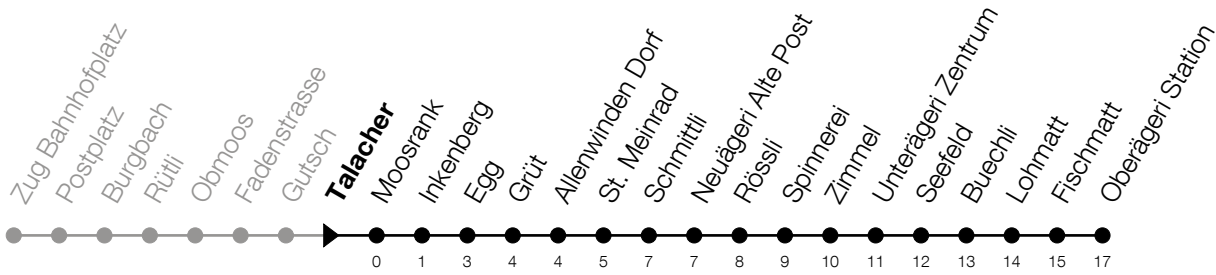 Zug Bahnhofplatz
Postplatz
Burgbach
Rütli
Obmoos
Fadenstrasse
Gutsch
Talacher
Moosrank
Inkenberg
Egg
Grüt
Allenwinden Dorf
St. Meinrad
Schmittli
Neuägeri Alte Post
Rössli
Spinnerei
Zimmel
Unterägeri Zentrum
Seefeld
Buechli
Lohmatt
Fischmatt
Oberägeri Station
0 1 3 4 4 5 7 7 8 9 10 11 12 13 14 15 17